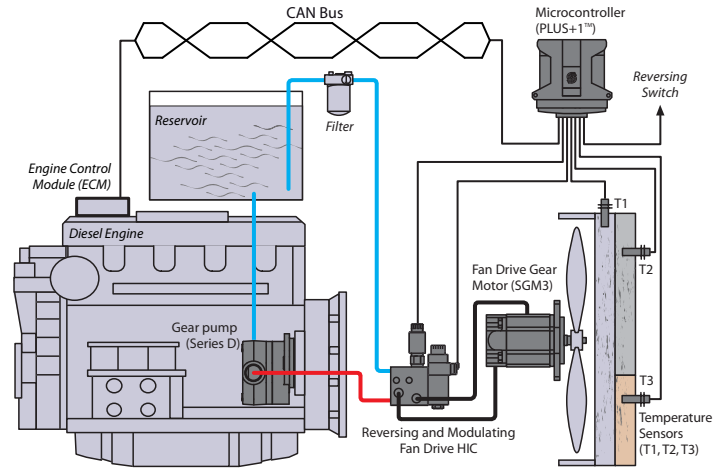 CAN Bus
Microcontroller
(PLUS+1™)
Reversing
Switch
Reservoir
Filter
Engine Control
Module (ECM)
T1
Diesel Engine
T2
Fan Drive Gear
Motor (SGM3)
Gear pump
(Series D)
T3
Temperature
Sensors
(T1, T2, T3)
Reversing and Modulating
Fan Drive HIC